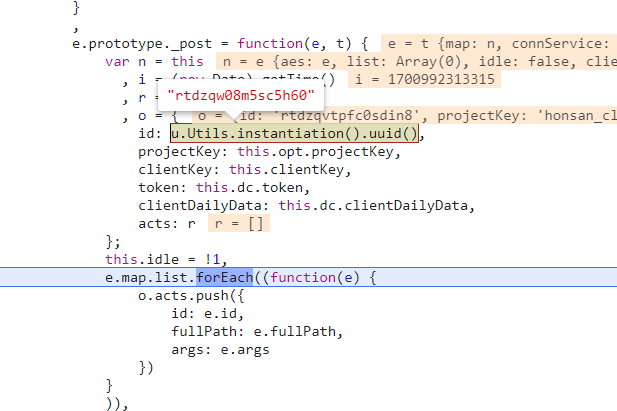 }
,
e.prototype._post = function(e, t) { e = t {map: n, connService:
var n = this n = e {aes: e, list: Array(0), idle: false, clie
, i = (new Date).getTime() i = 1700992313315
"rtdzqw08m5sc5h60"
, r =
, o = { o = id: 'rtdzqvtpfc0sdin8', projectKey: 'honsan_cl
id: u.Utils.instantiation().uuid(),
projectKey: this.opt.projectKey,
clientKey: this.clientKey,
token: this.dc.token,
clientDailyData: this.dc.clientDailyData,
acts: r r = []
};
this.idle = !1,
e.map.list.forEach((function(e) {
o.acts.push({
id: e.id,
fullPath: e.fullPath,
args: e.args
})
}
)),